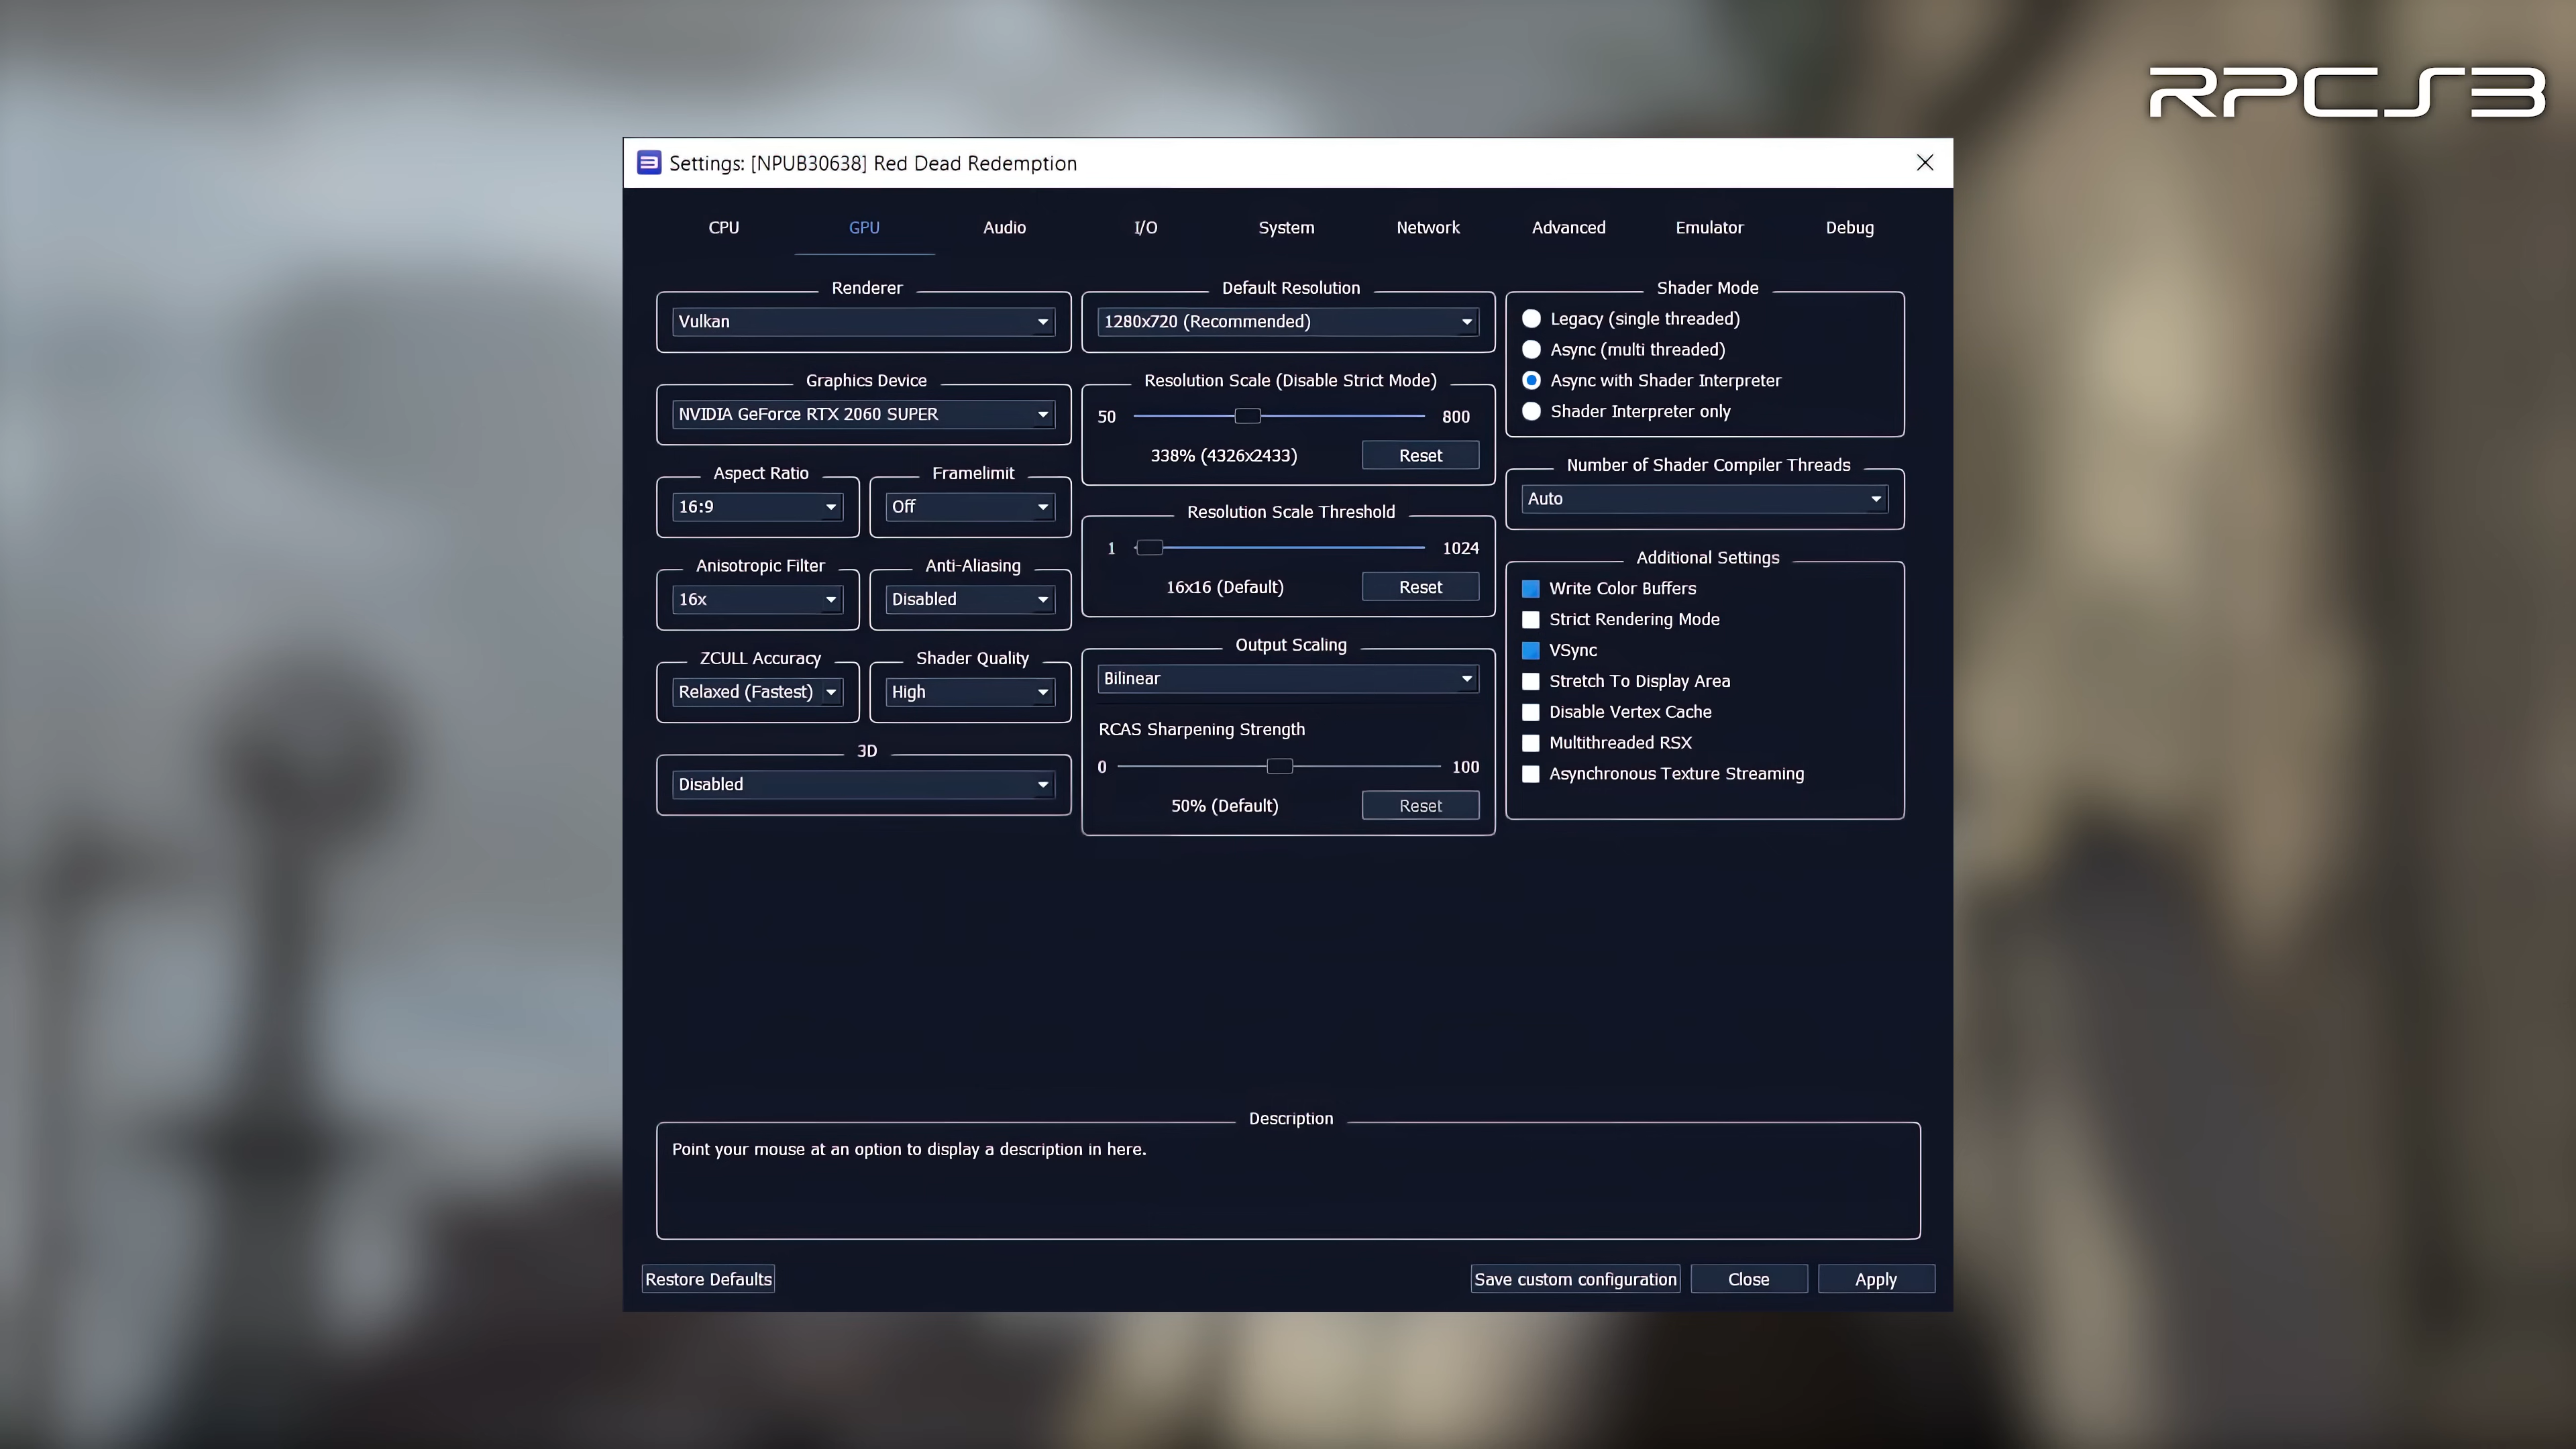 RPCS3
Settings: [NPUB30638] Red Dead Redemption
CPU GPU Audio I/O System Network Advanced Emulator Debug
Renderer
Vulkan
Graphics Device
NVIDIA GeForce RTX 2060 SUPER
Aspect Ratio Framelimit
16:9 Off
Anisotropic Filter Anti-Aliasing
16x Disabled
ZCULL Accuracy Shader Quality
Relaxed (Fastest) High
3D
Disabled
Default Resolution
1280x720 (Recommended)
Resolution Scale (Disable Strict Mode)
50 800
338% (4326x2433) Reset
Resolution Scale Threshold
1 1024
16x16 (Default) Reset
Output Scaling
Bilinear
RCAS Sharpening Strength
0 100
50% (Default) Reset
Shader Mode
Legacy (single threaded)
Async (multi threaded)
Async with Shader Interpreter
Shader Interpreter only
Number of Shader Compiler Threads
Auto
Additional Settings
Write Color Buffers
Strict Rendering Mode
VSync
Stretch To Display Area
Disable Vertex Cache
Multithreaded RSX
Asynchronous Texture Streaming
Description
Point your mouse at an option to display a description in here.
Restore Defaults Save custom configuration Close Apply